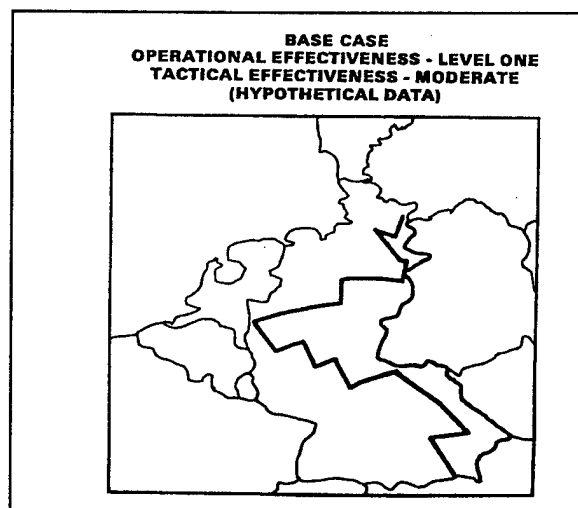 BASE CASE
OPERATIONAL EFFECTIVENESS - LEVEL ONE
TACTICAL EFFECTIVENESS - MODERATE
(HYPOTHETICAL DATA)